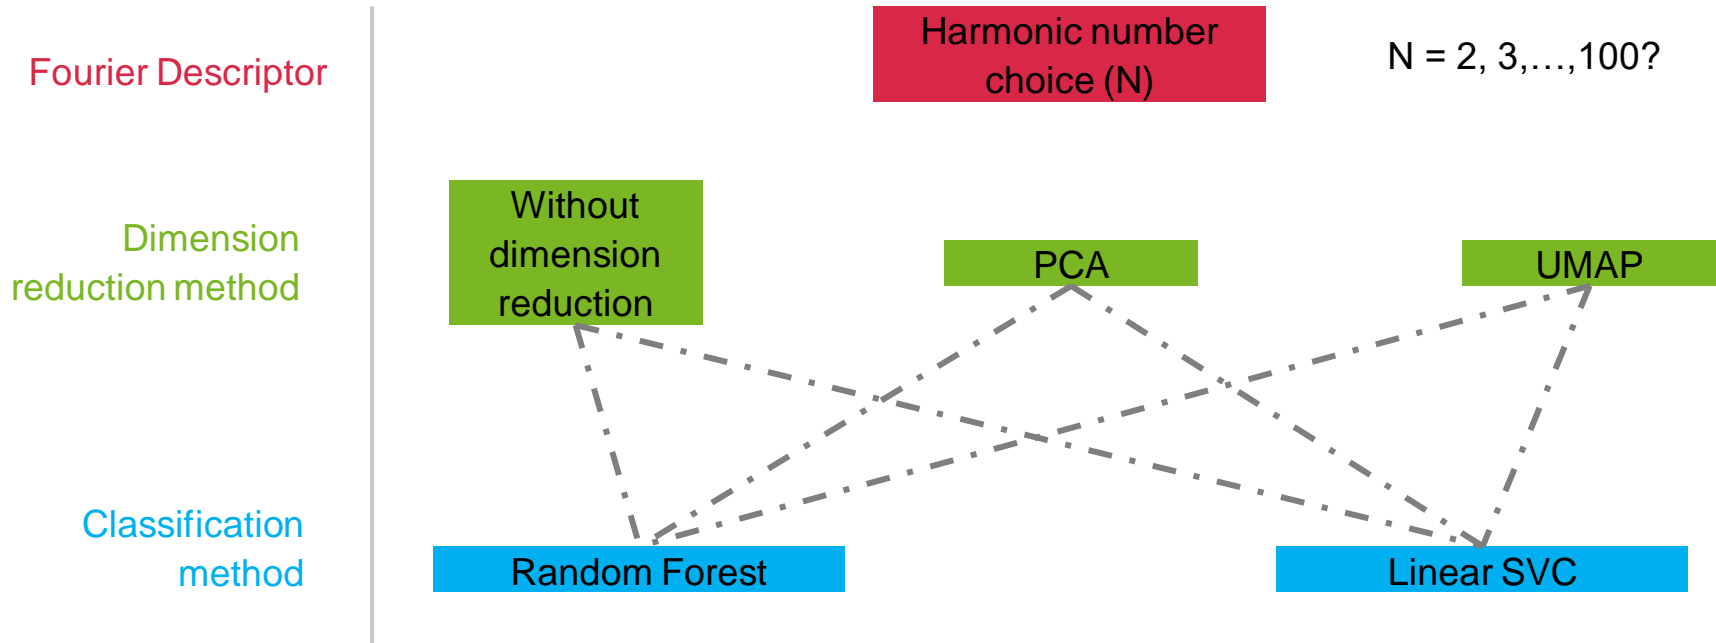 Fourier Descriptor
Harmonic number
choice (N)
N = 2, 3,...,100?
Dimension
reduction method
Without
dimension
reduction
PCA
UMAP
Classification
method
Random Forest
Linear SVC